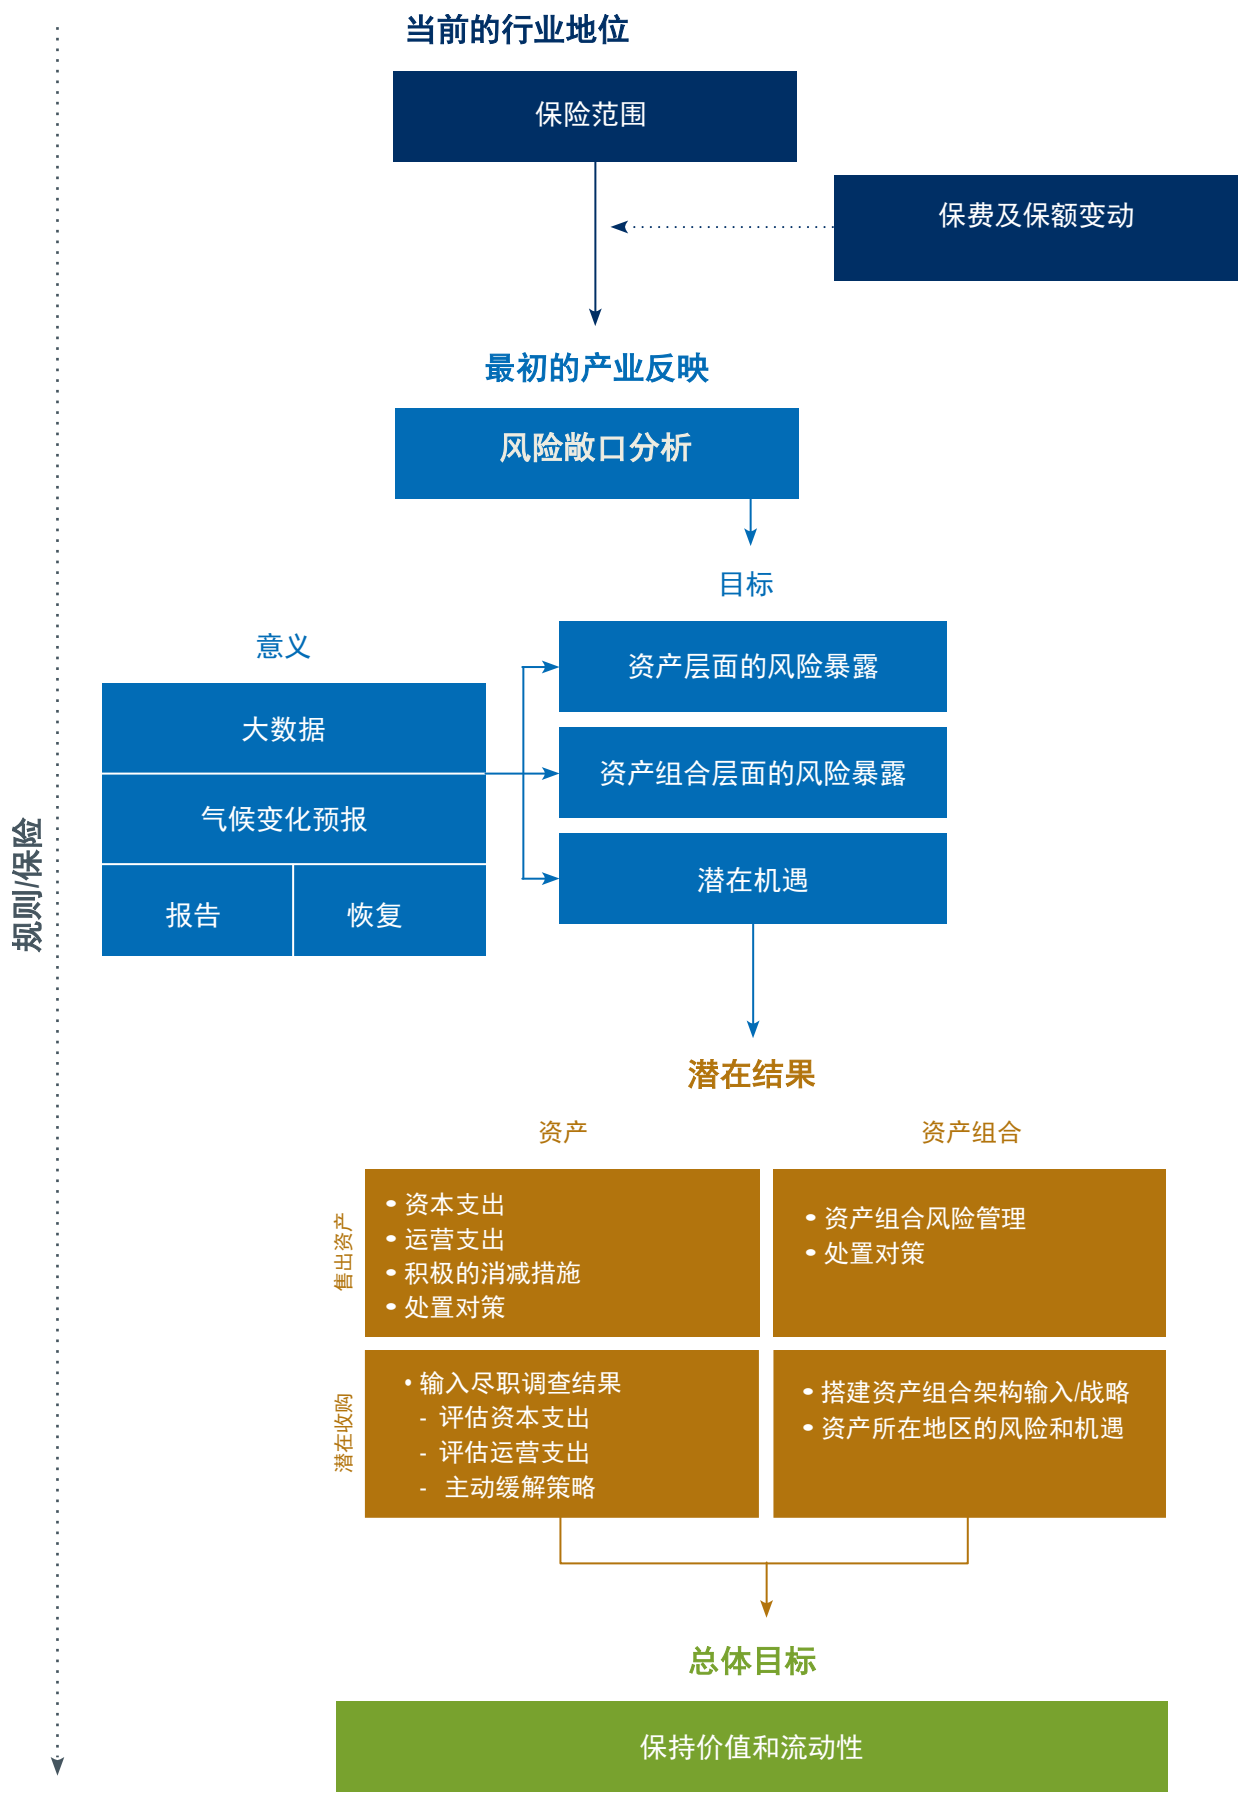 当前的行业地位
保险范围
保费及保额变动
最初的产业反映
风险敞口分析
目标
意义
资产层面的风险暴露
大数据
资产组合层面的风险暴露
气候变化预报
潜在机遇
报告
恢复
规则/保险
潜在结果
资产
资产组合
售出资产
• 资本支出
• 运营支出
• 积极的消减措施
• 处置对策
• 资产组合风险管理
• 处置对策
潜在收购
• 输入尽职调查结果
- 评估资本支出
- 评估运营支出
- 主动缓解策略
• 搭建资产组合架构输入/战略
• 资产所在地区的风险和机遇
总体目标
保持价值和流动性